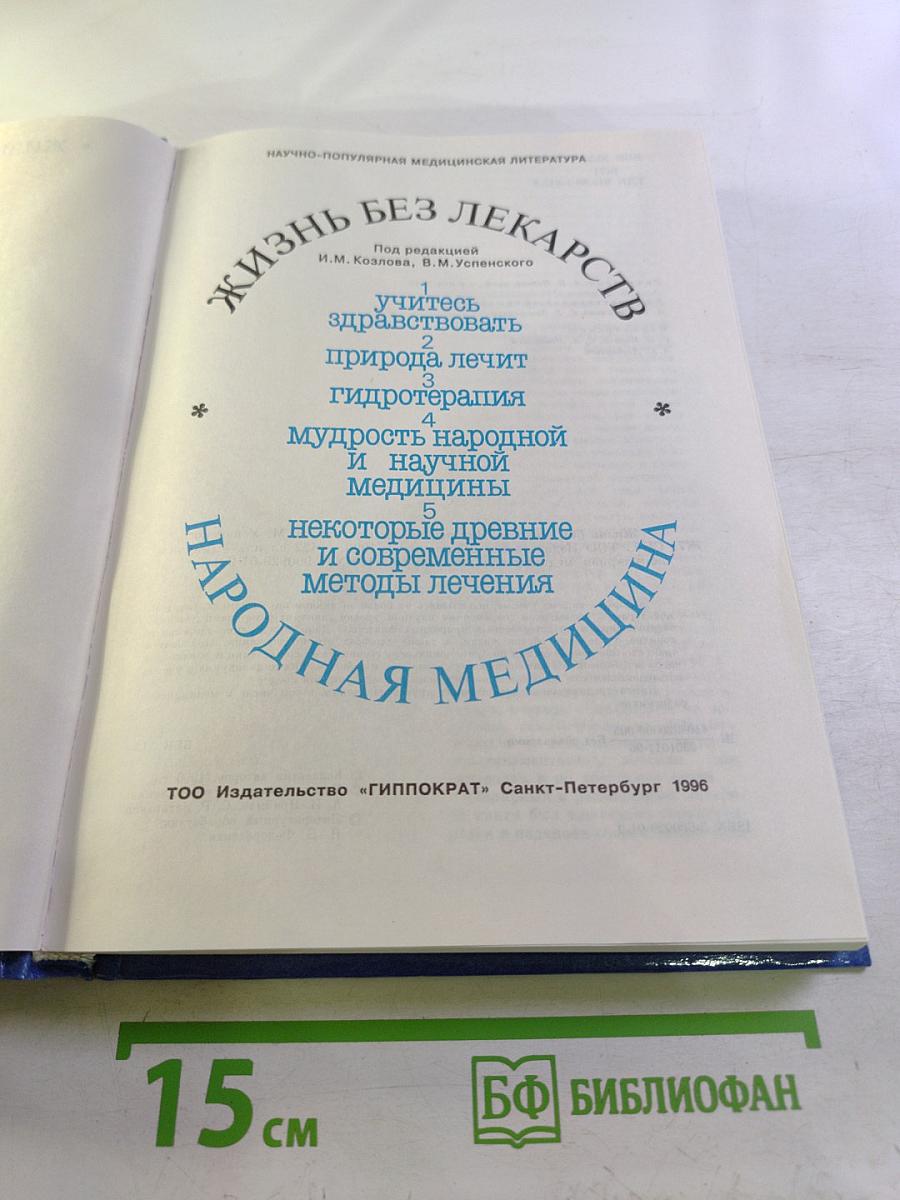 НАУЧНО-ПОПУЛЯРНАЯ МЕДИЦИНСКАЯ ЛИТЕРАТУРА
ЖИЗНЬ БЕЗ ЛЕКАРСТВ
Под редакцией
И.М.Козлова, В.М.Успенского
1
учитесь
здравствовать
2
природа лечит
3
гидротерапия
4
мудрость народной
и научной
медицины
5
некоторые древние
и современные
методы лечения
* *
НАРОДНАЯ МЕДИЦИНА
ТОО Издательство «ГИППОКРАТ» Санкт-Петербург 1996
15 см
БФ БИБЛИОФАН